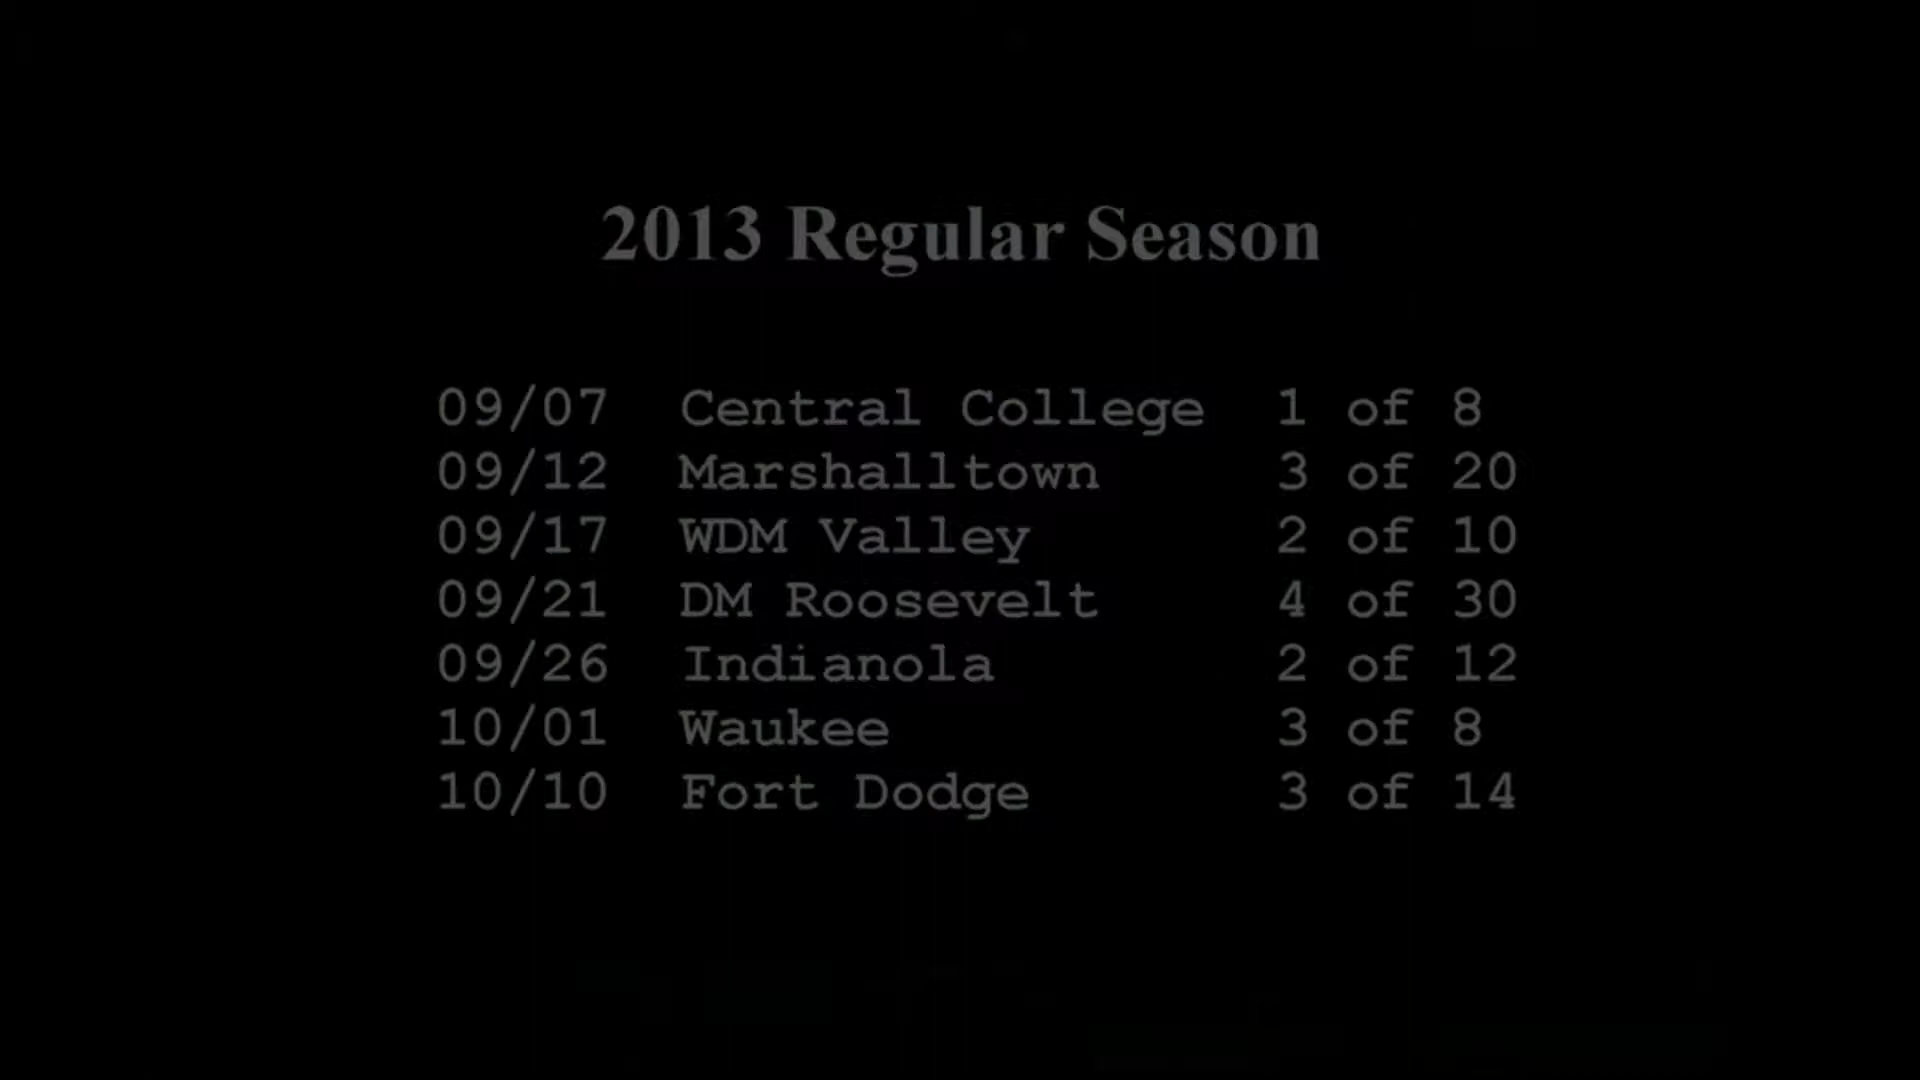 2013 Regular Season
09/07 Central College 1 of 8
09/12 Marshalltown 3 of 20
09/17 WDM Valley 2 of 10
09/21 DM Roosevelt 4 of 30
09/26 Indianola 2 of 12
10/01 Waukee 3 of 8
10/10 Fort Dodge 3 of 14